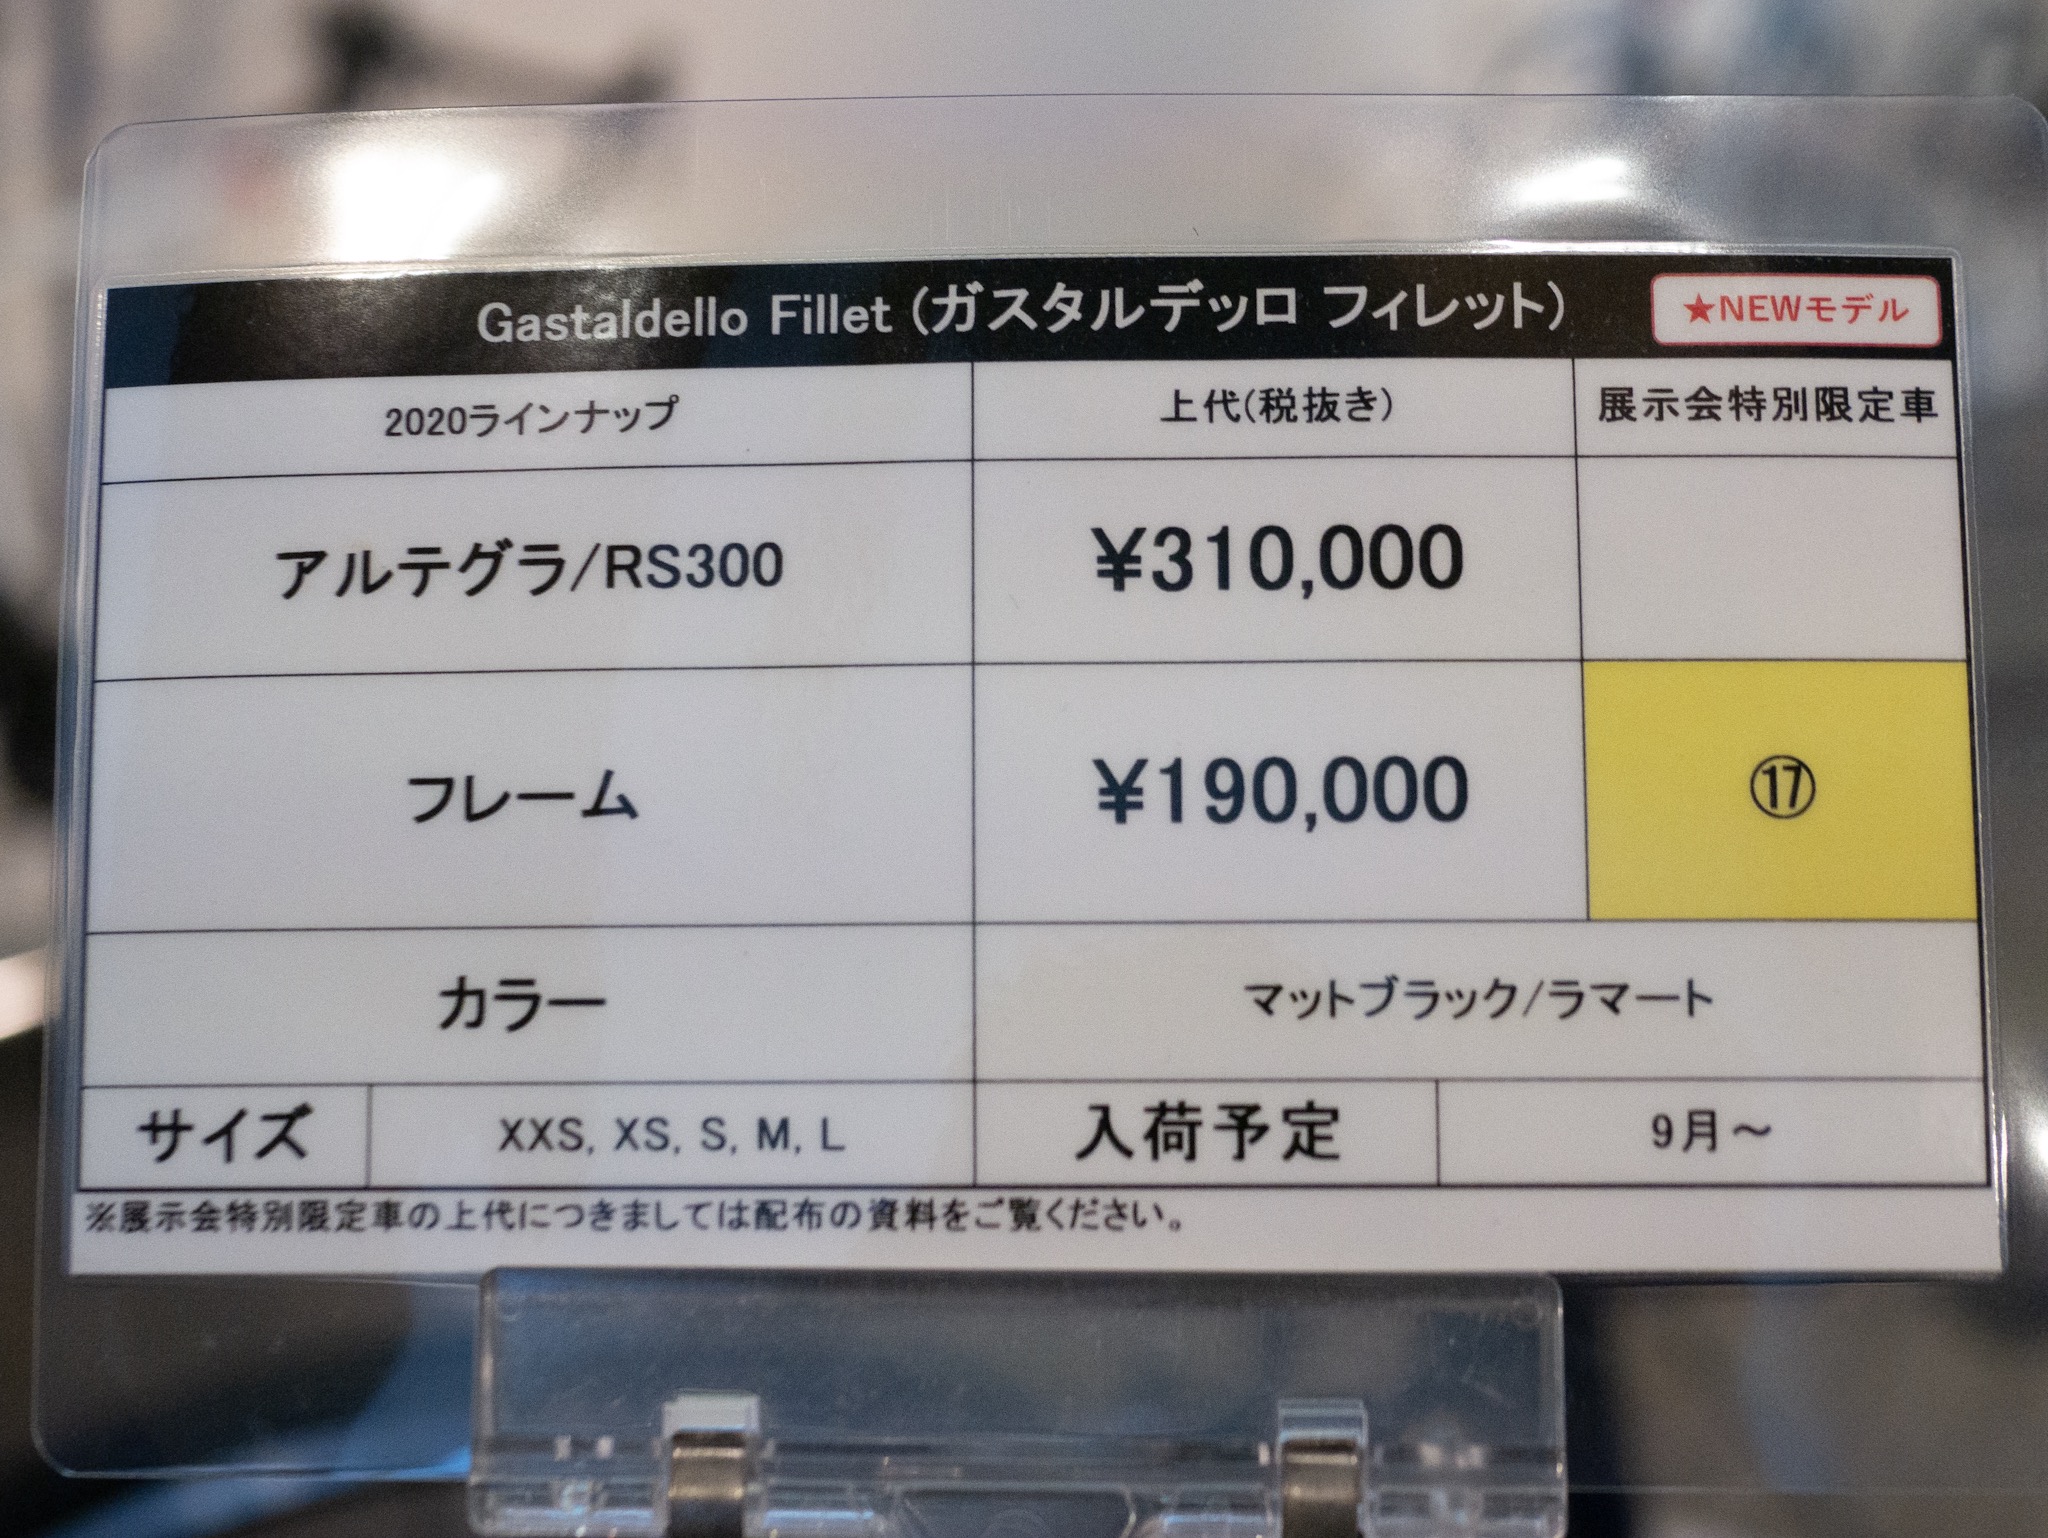 Gastaldello Fillet (ガスタルデッロ フィレット)
★NEWモデル
2020ラインナップ
上代(税抜き)
展示会特別限定車
アルテグラ/RS300
¥310,000
フレーム
¥190,000
⑰
カラー
マットブラック/ラマート
サイズ
XXS, XS, S, M, L
入荷予定
9月～
※展示会特別限定車の上代につきましては配布の資料をご覧ください。